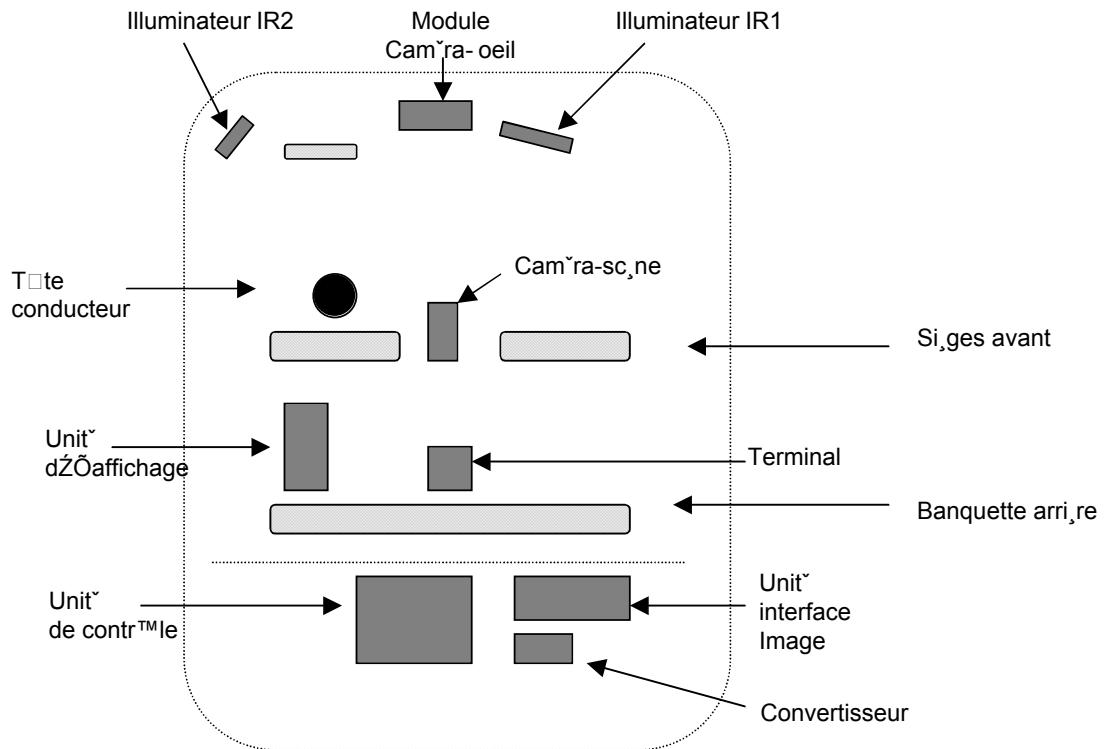 Illuminateur IR2
Module
Camˇra- oeil
Illuminateur IR1
Camˇra-sc¸ne
T□te
conducteur
Si¸ges avant
Unitˇ
dŹÕaffichage
Terminal
Banquette arri¸re
Unitˇ
de contr™le
Unitˇ
interface
Image
Convertisseur